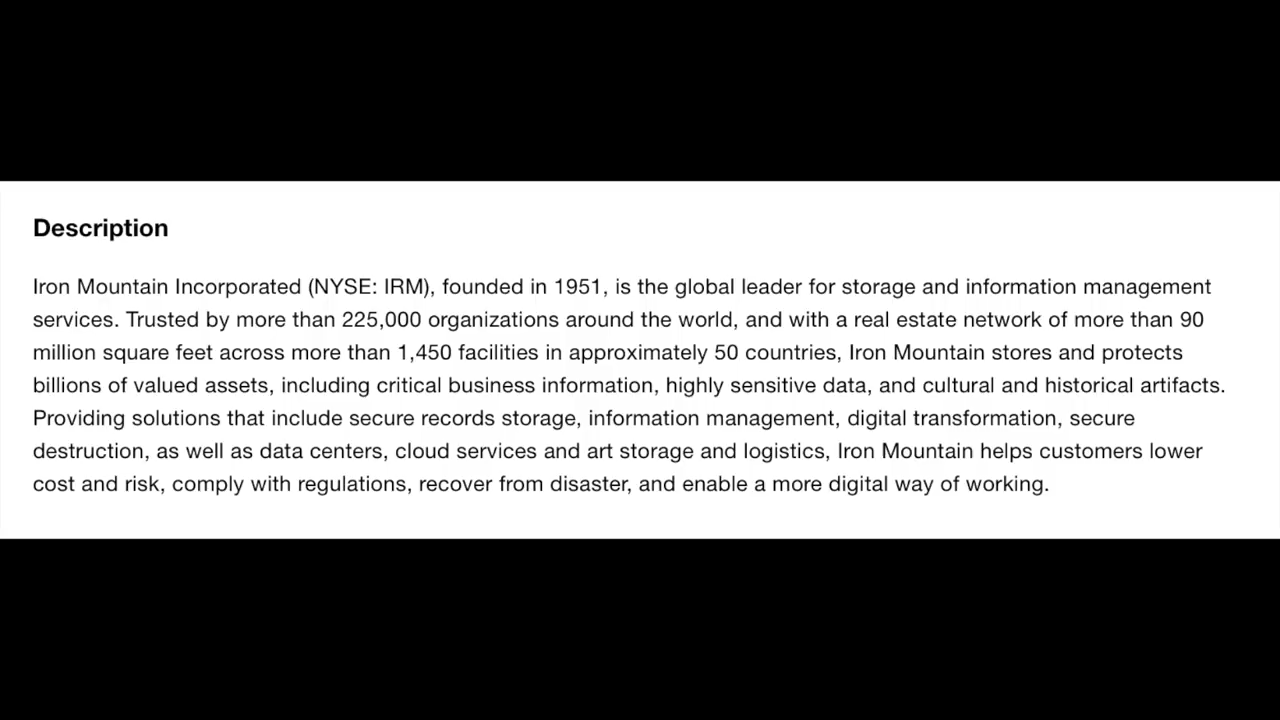 Description
Iron Mountain Incorporated (NYSE: IRM), founded in 1951, is the global leader for storage and information management
services. Trusted by more than 225,000 organizations around the world, and with a real estate network of more than 90
million square feet across more than 1,450 facilities in approximately 50 countries, Iron Mountain stores and protects
billions of valued assets, including critical business information, highly sensitive data, and cultural and historical artifacts.
Providing solutions that include secure records storage, information management, digital transformation, secure
destruction, as well as data centers, cloud services and art storage and logistics, Iron Mountain helps customers lower
cost and risk, comply with regulations, recover from disaster, and enable a more digital way of working.